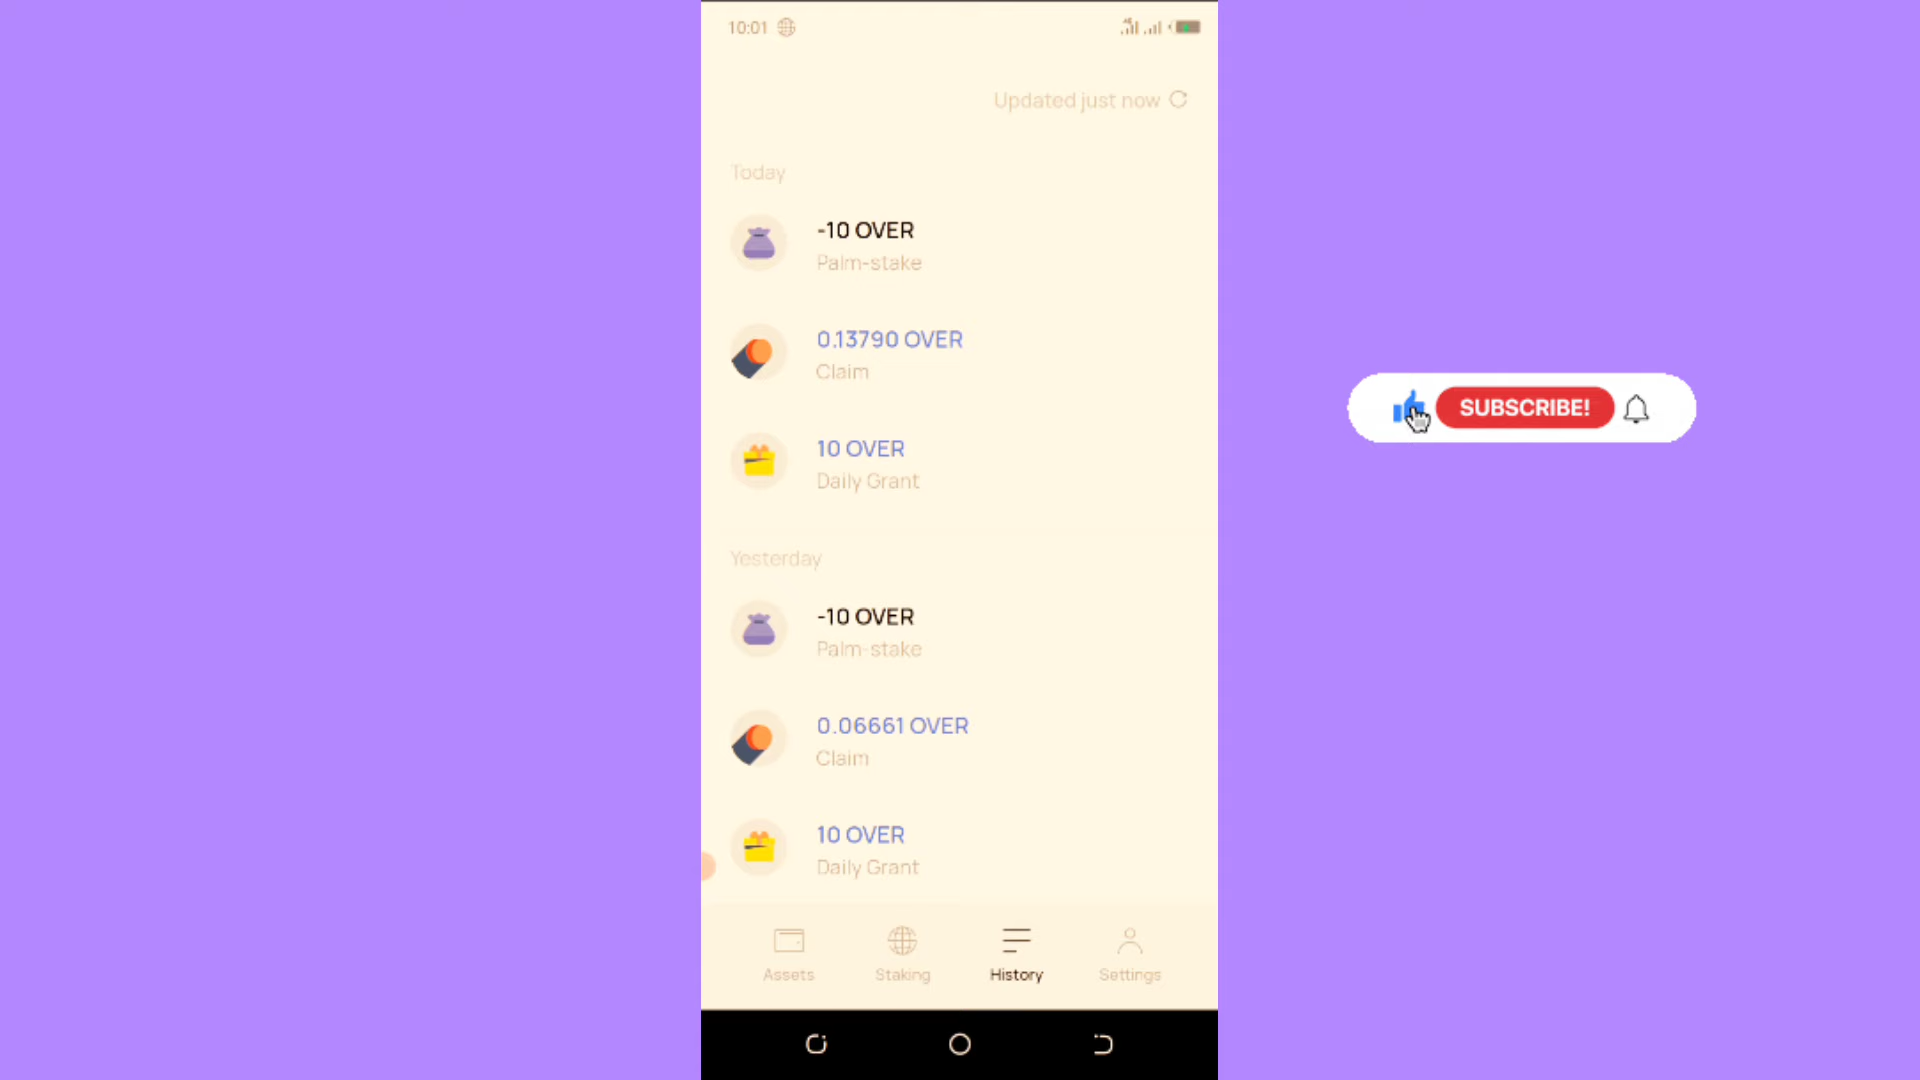 10:01
Updated just now
Today
-10 OVER
Palm-stake
0.13790 OVER
Claim
10 OVER
Daily Grant
Yesterday
-10 OVER
Palm-stake
0.06661 OVER
Claim
10 OVER
Daily Grant
Assets
Staking
History
Settings
SUBSCRIBE!